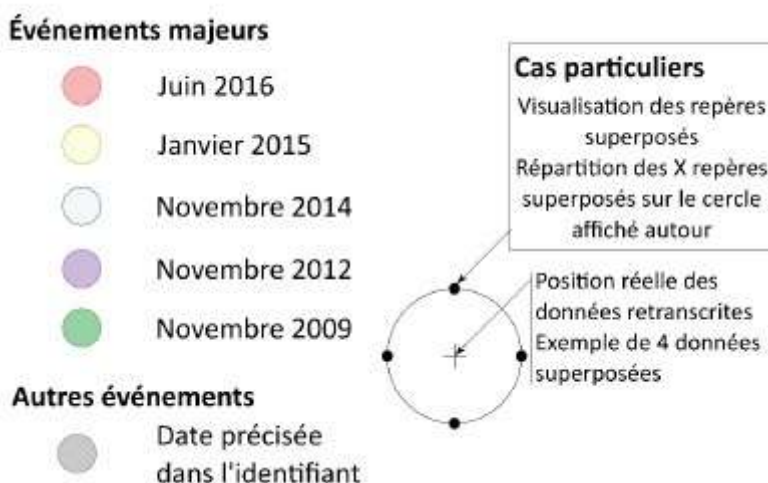 Événements majeurs
Juin 2016
Janvier 2015
Novembre 2014
Novembre 2012
Novembre 2009
Autres événements
Date précisée
dans l'identifiant
Cas particuliers
Visualisation des repères
superposés
Répartition des X repères
superposés sur le cercle
affiché autour
Position réelle des
données retranscrites
Exemple de 4 données
superposées